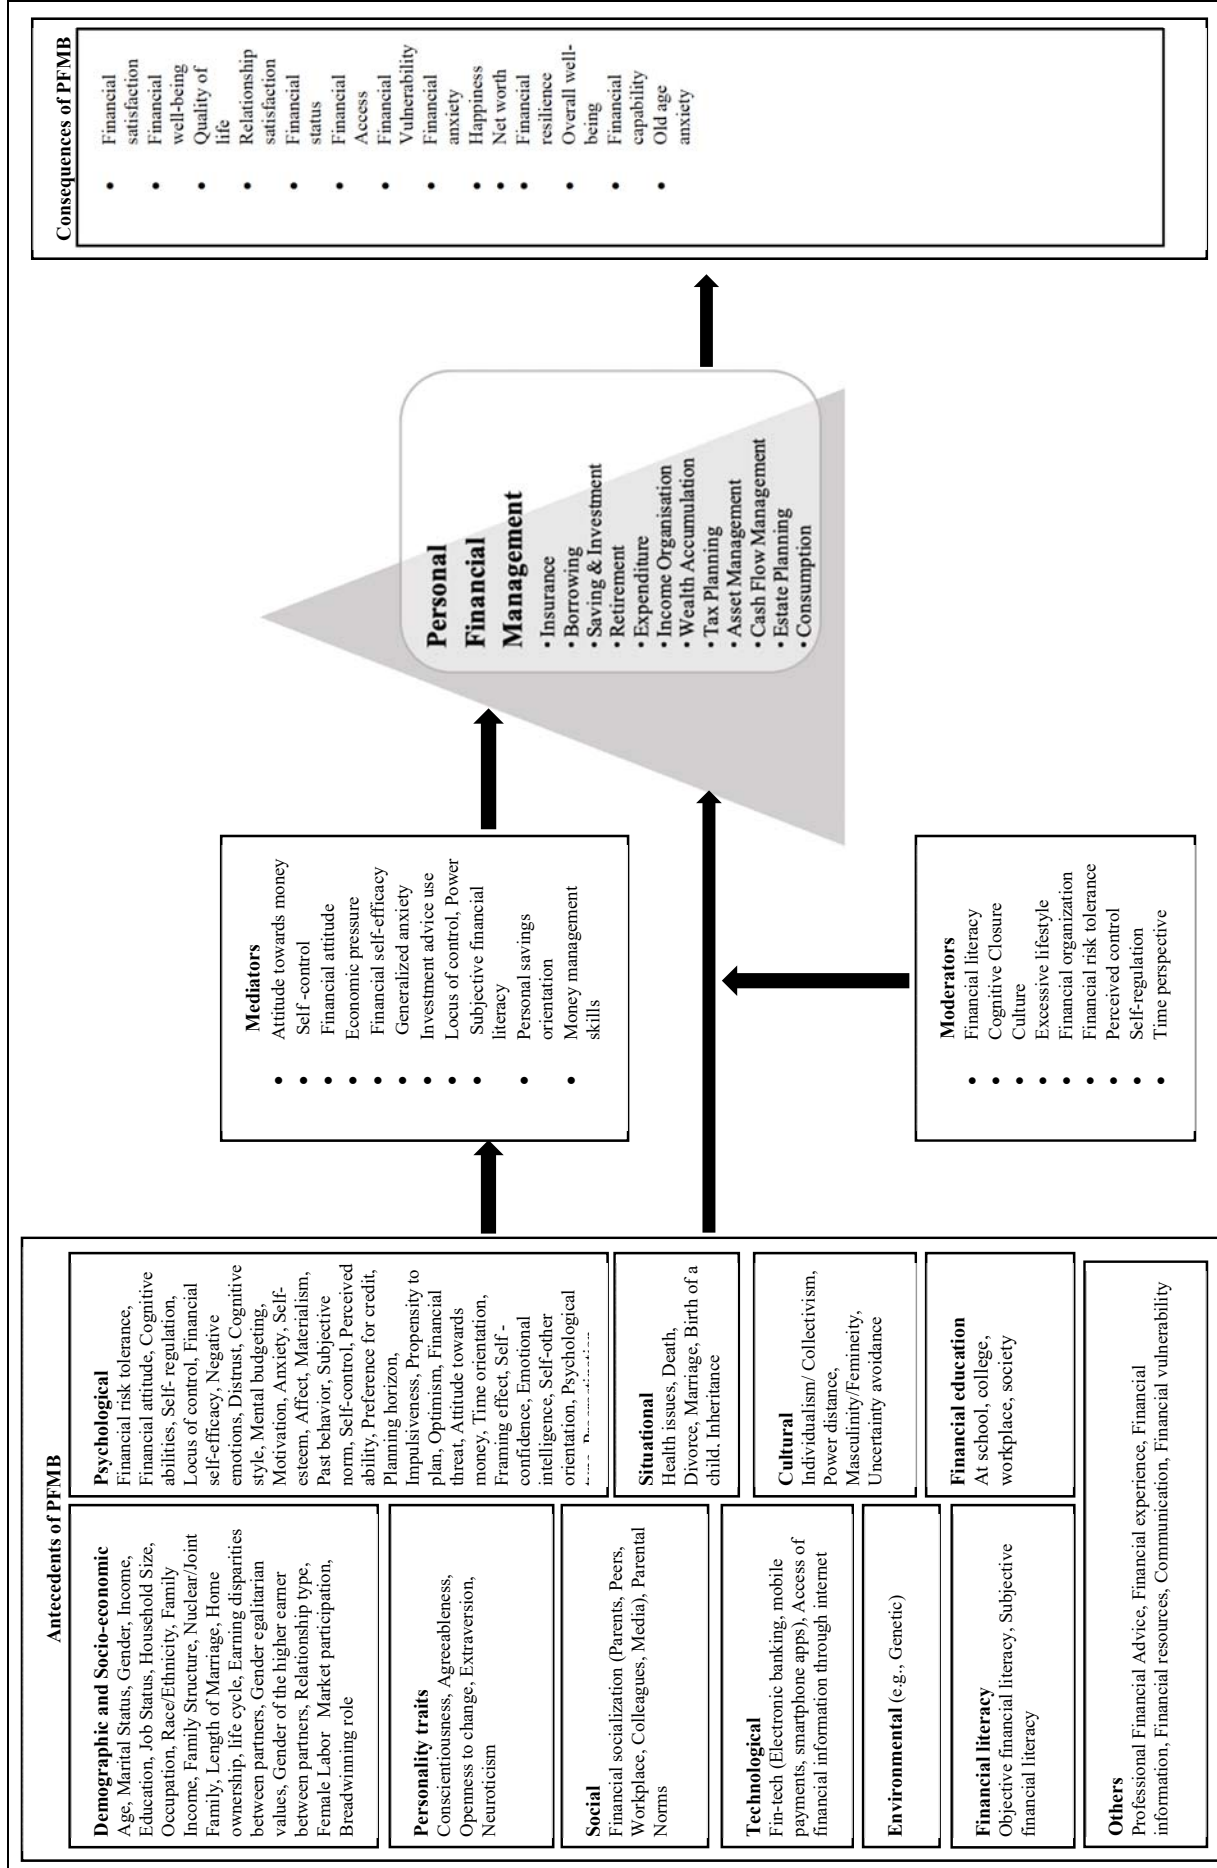 Antecedents of PFMB
Demographic and Socio-economic
Age, Marital Status, Gender, Income,
Education, Job Status, Household Size,
Occupation, Race/Ethnicity, Family
Income, Family Structure, Nuclear/Joint
Family, Length of Marriage, Home
ownership, life cycle, Earning disparities
between partners, Gender egalitarian
values, Gender of the higher earner
between partners, Relationship type,
Female Labor Market participation,
Breadwinning role
Personality traits
Conscientiousness, Agreeableness,
Openness to change, Extraversion,
Neuroticism
Social
Financial socialization (Parents, Peers,
Workplace, Colleagues, Media), Parental
Norms
Technological
Fin-tech (Electronic banking, mobile
payments, smartphone apps), Access of
financial information through internet
Environmental (e.g., Genetic)
Financial literacy
Objective financial literacy, Subjective
financial literacy
Psychological
Financial risk tolerance,
Financial attitude, Cognitive
abilities, Self- regulation,
Locus of control, Financial
self-efficacy, Negative
emotions, Distrust, Cognitive
style, Mental budgeting,
Motivation, Anxiety, Self-
esteem, Affect, Materialism,
Past behavior, Subjective
norm, Self-control, Perceived
ability, Preference for credit,
Planning horizon,
Impulsiveness, Propensity to
plan, Optimism, Financial
threat, Attitude towards
money, Time orientation,
Framing effect, Self -
confidence, Emotional
intelligence, Self-other
orientation, Psychological
Situational
Health issues, Death,
Divorce, Marriage, Birth of a
child. Inheritance
Cultural
Individualism/ Collectivism,
Power distance,
Masculinity/Femineity,
Uncertainty avoidance
Financial education
At school, college,
workplace, society
Others
Professional Financial Advice, Financial experience, Financial
information, Financial resources, Communication, Financial vulnerability
Mediators
• Attitude towards money
• Self -control
• Financial attitude
• Economic pressure
• Financial self-efficacy
• Generalized anxiety
• Investment advice use
• Locus of control, Power
• Subjective financial
literacy
• Personal savings
orientation
• Money management
skills
Moderators
• Financial literacy
• Cognitive Closure
• Culture
• Excessive lifestyle
• Financial organization
• Financial risk tolerance
• Perceived control
• Self-regulation
• Time perspective
Personal
Financial
Management
• Insurance
• Borrowing
• Saving & Investment
• Retirement
• Expenditure
• Income Organisation
• Wealth Accumulation
• Tax Planning
• Asset Management
• Cash Flow Management
• Estate Planning
• Consumption
Consequences of PFMB
• Financial
satisfaction
• Financial
well-being
• Quality of
life
• Relationship
satisfaction
• Financial
status
• Financial
Access
• Financial
Vulnerability
• Financial
anxiety
• Happiness
• Net worth
• Financial
resilience
• Overall well-
being
• Financial
capability
• Old age
anxiety